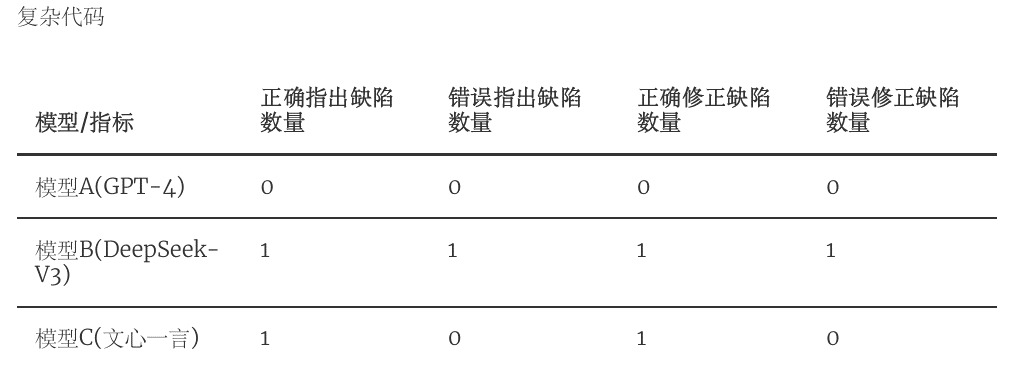 复杂代码
模型/指标 正确指出缺陷数量 错误指出缺陷数量 正确修正缺陷数量 错误修正缺陷数量
模型A(GPT-4) 0 0 0 0
模型B(DeepSeek-V3) 1 1 1 1
模型C(文心一言) 1 0 1 0